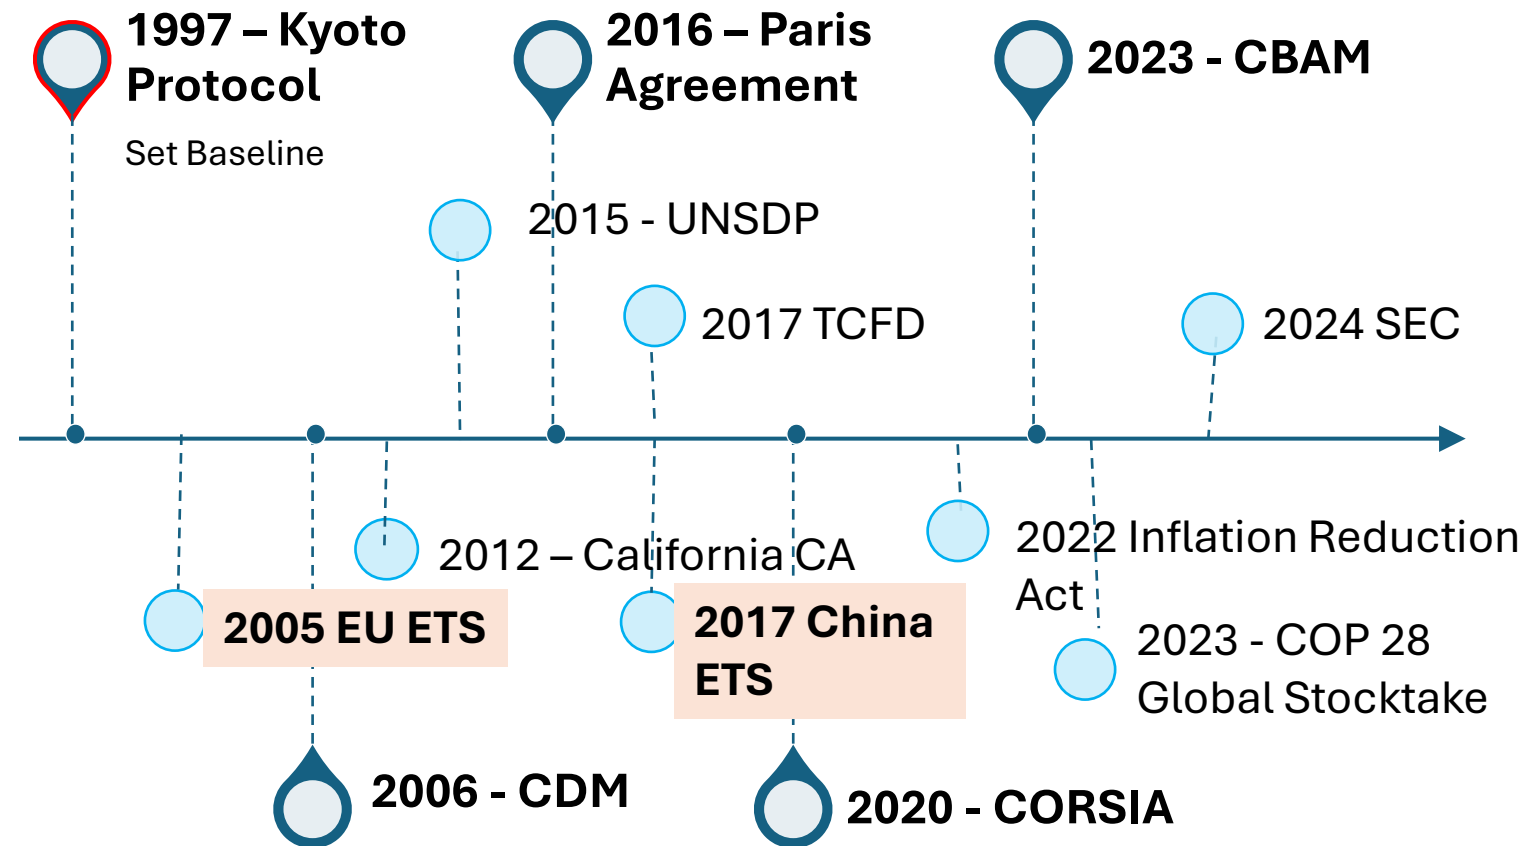 1997 – Kyoto
Protocol
Set Baseline
2016 – Paris
Agreement
2023 - CBAM
2015 - UNSDP
2017 TCFD
2024 SEC
2012 – California CA
2022 Inflation Reduction
Act
2005 EU ETS
2017 China
ETS
2023 - COP 28
Global Stocktake
2006 - CDM
2020 - CORSIA